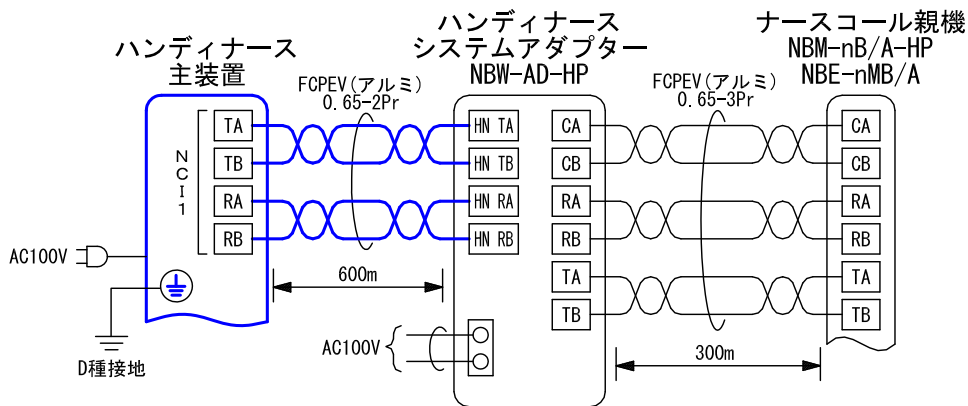 ハンディナース
主装置
FCPEV(アルミ)
0.65-2Pr
ハンディナース
システムアダプター
NBW-AD-HP
FCPEV(アルミ)
0.65-3Pr
ナースコール親機
NBM-nB/A-HP
NBE-nMB/A
NCI1
TA
TB
RA
RB
HN TA
HN TB
HN RA
HN RB
CA
CB
RA
RB
TA
TB
CA
CB
RA
RB
TA
TB
AC100V
600m
D種接地
AC100V
300m